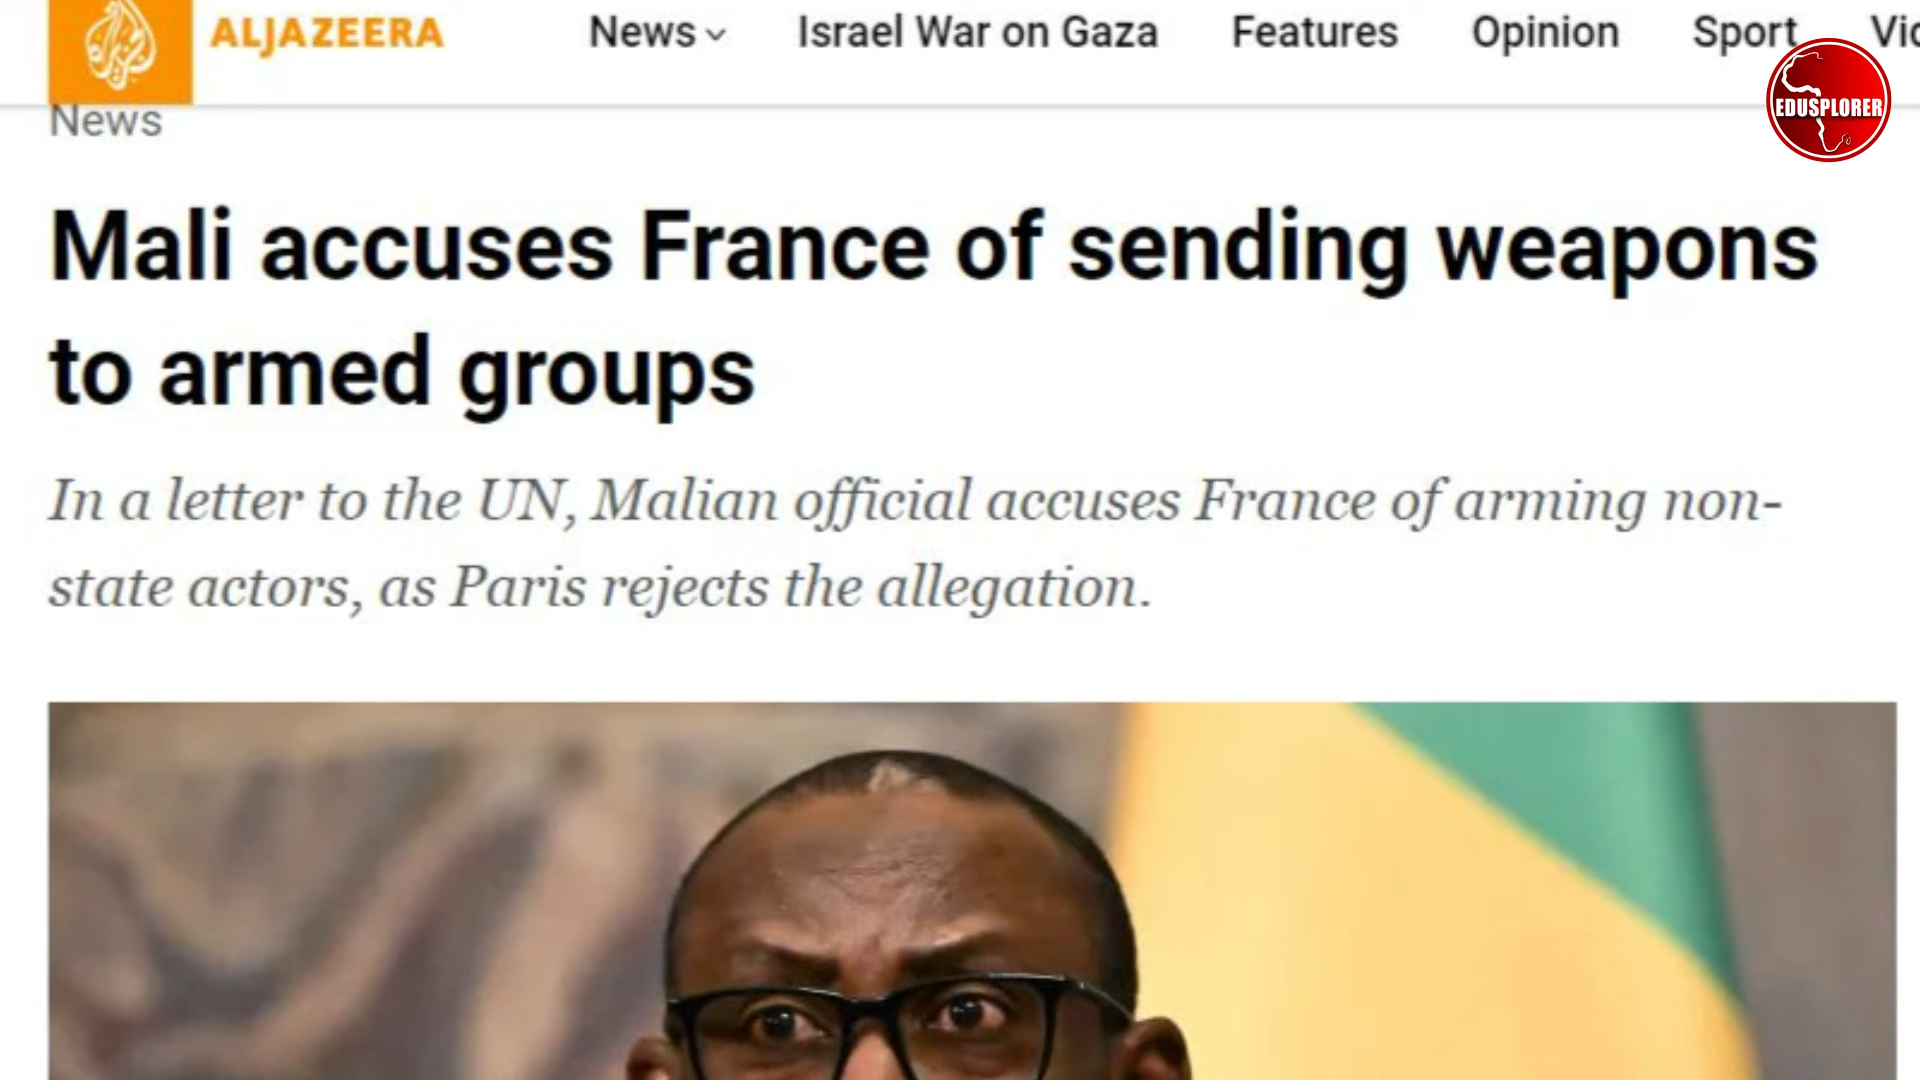 ALJAZEERA
News
Israel War on Gaza
Features
Opinion
Sport
EDUSPLORER
News
Mali accuses France of sending weapons
to armed groups
In a letter to the UN, Malian official accuses France of arming non-
state actors, as Paris rejects the allegation.